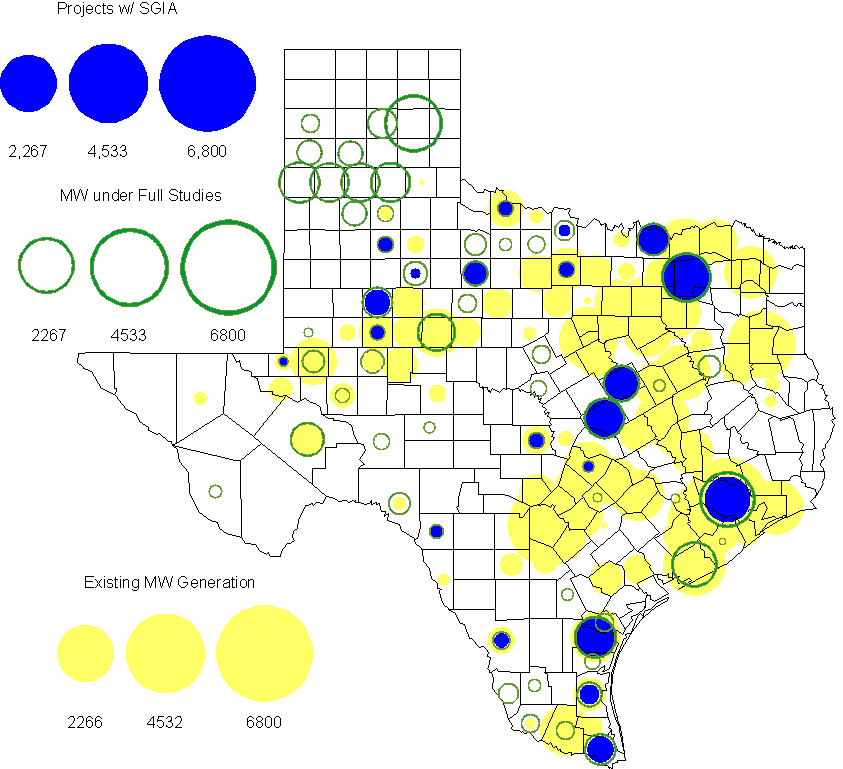 Projects w/ SGIA
2,267 4,533 6,800
MW under Full Studies
2267 4533 6800
Existing MW Generation
2266 4532 6800